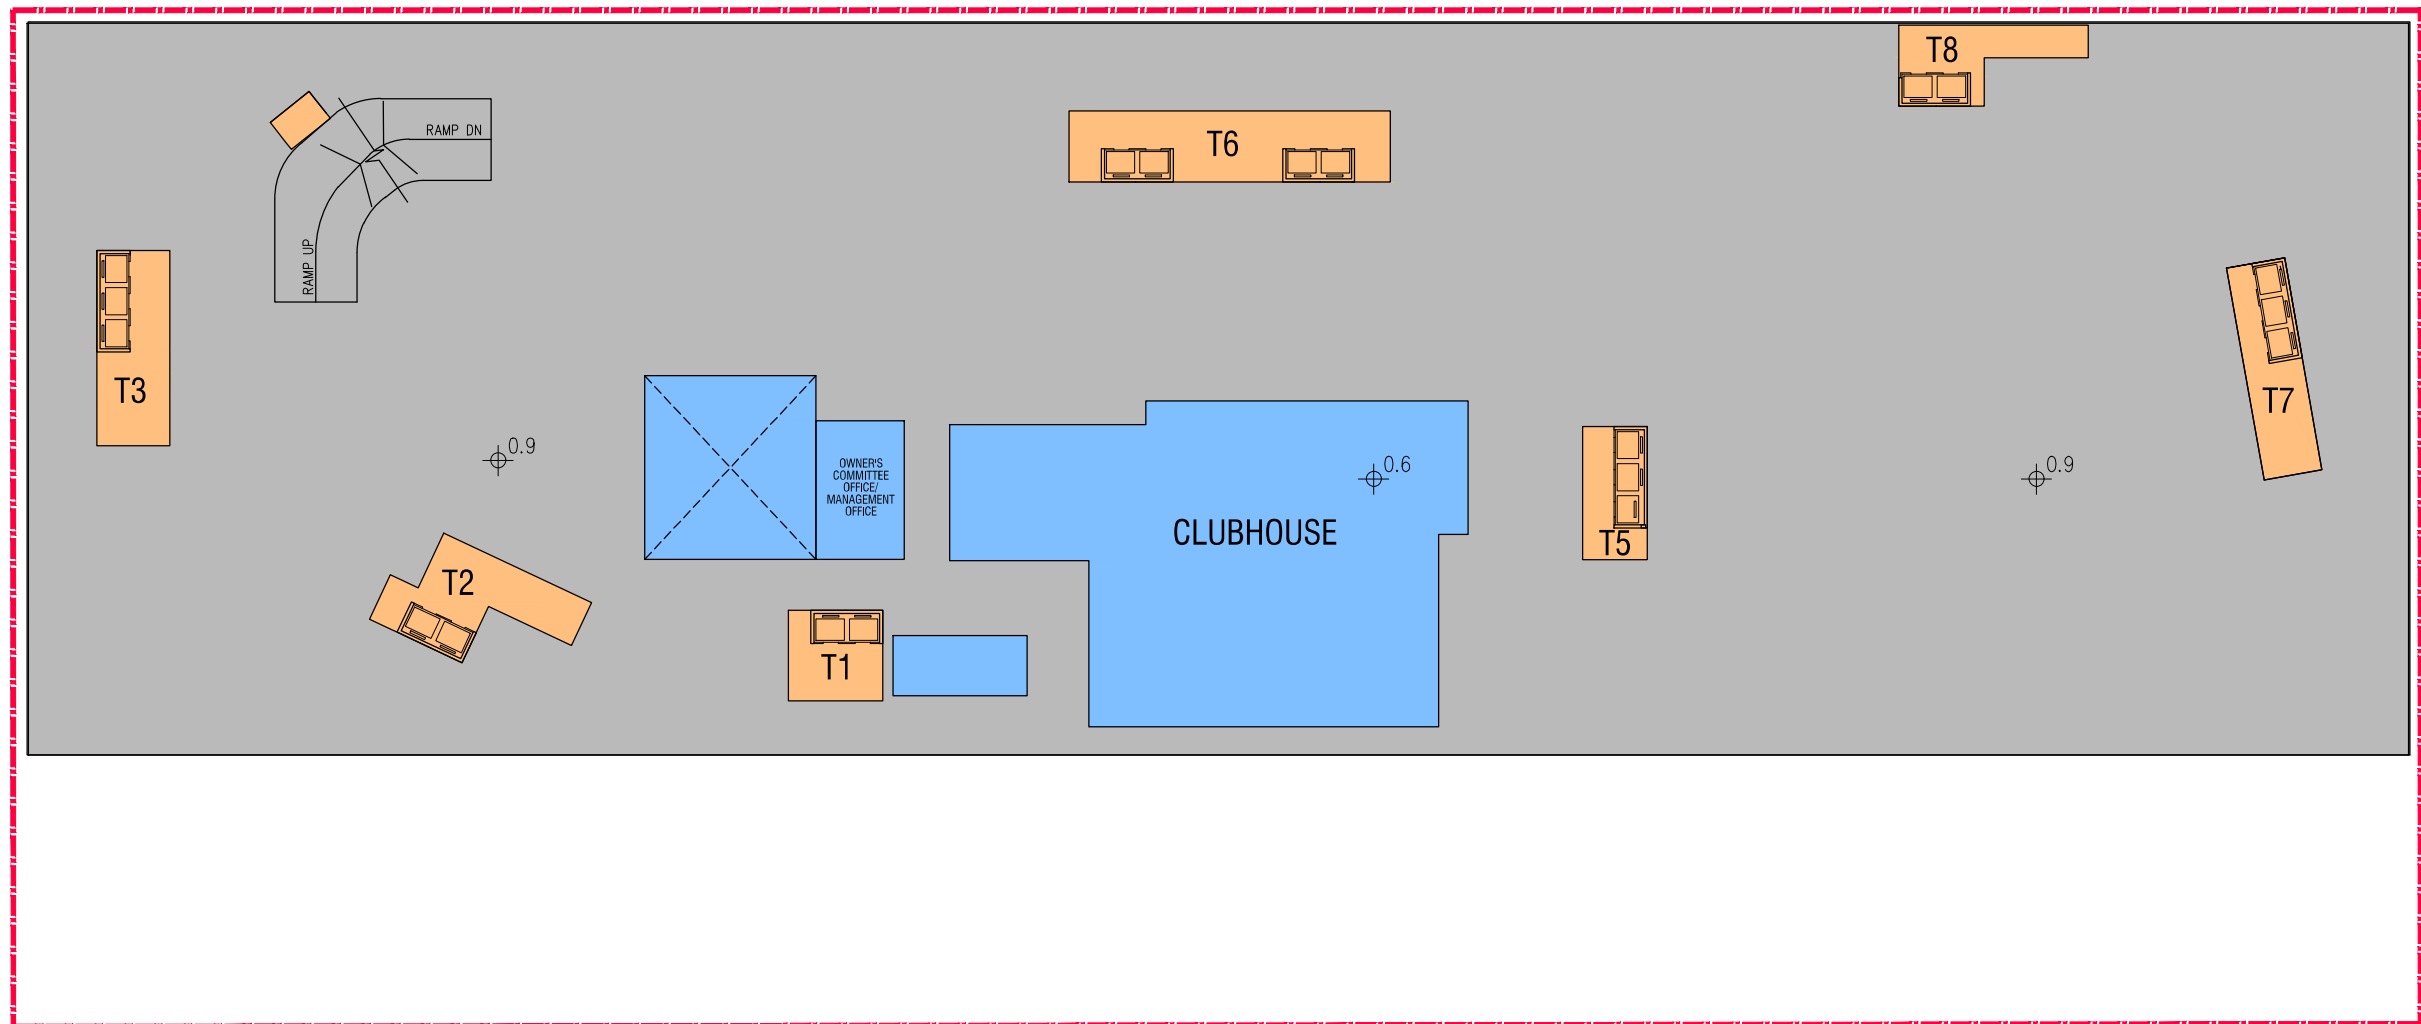 T8
RAMP DN
T6
RAMP UP
T3
T7
0.9
0.6
0.9
OWNER'S
COMMITTEE
OFFICE/
MANAGEMENT
OFFICE
CLUBHOUSE
T5
T2
T1